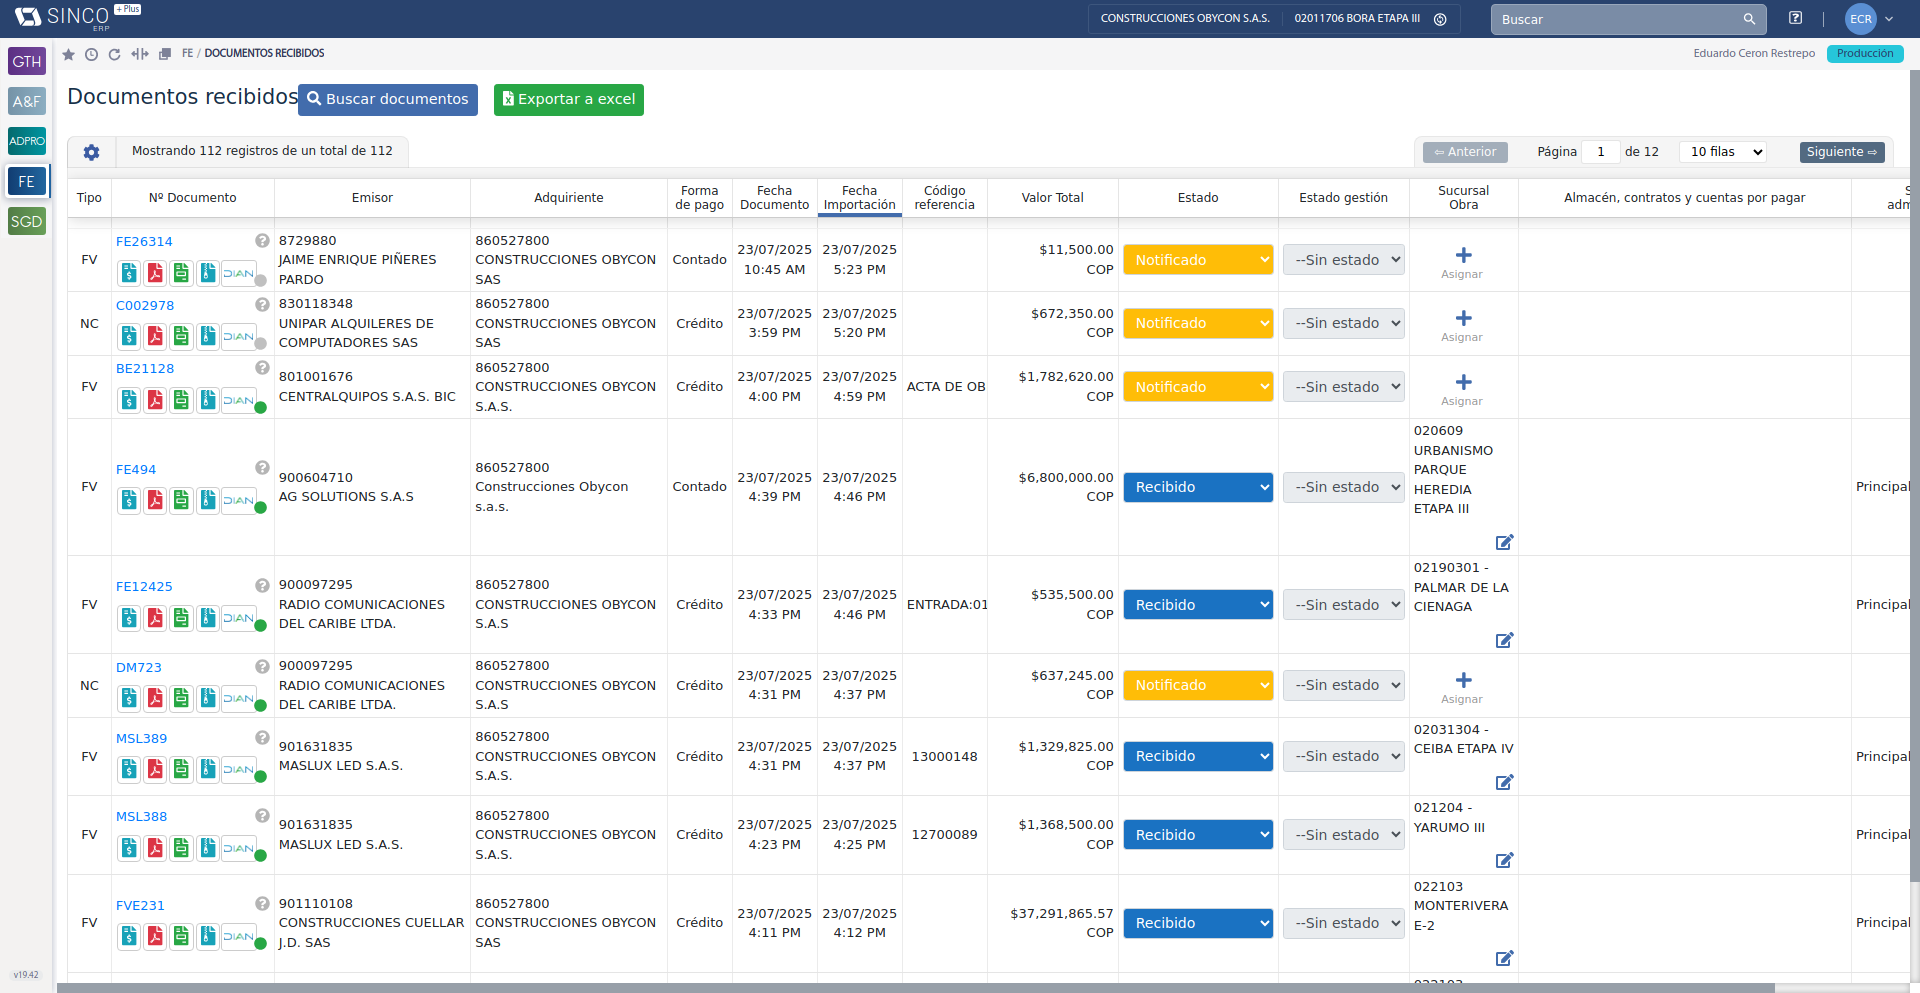 SINCO + Plus
ERP
CONSTRUCCIONES OBYCON S.A.S. 02011706 BORA ETAPA III
Buscar
ECR
FE / DOCUMENTOS RECIBIDOS
Eduardo Ceron Restrepo Producción
GTH
A&F
ADPRO
FE
SGD
v19.42
Documentos recibidos Buscar documentos Exportar a excel
Mostrando 112 registros de un total de 112
⇦ Anterior Página 1 de 12 10 filas Siguiente ⇨
Tipo Nº Documento Emisor Adquiriente Forma de pago Fecha Documento Fecha Importación Código referencia Valor Total Estado Estado gestión Sucursal Obra Almacén, contratos y cuentas por pagar
FV FE26314 DIAN
8729880
JAIME ENRIQUE PIÑERES
PARDO
860527800
CONSTRUCCIONES OBYCON
SAS
Contado
23/07/2025
10:45 AM
23/07/2025
5:23 PM
$11,500.00
COP
Notificado
--Sin estado
Asignar
NC C002978 DIAN
830118348
UNIPAR ALQUILERES DE
COMPUTADORES SAS
860527800
CONSTRUCCIONES OBYCON
SAS
Crédito
23/07/2025
3:59 PM
23/07/2025
5:20 PM
$672,350.00
COP
Notificado
--Sin estado
Asignar
FV BE21128 DIAN
801001676
CENTRALQUIPOS S.A.S. BIC
860527800
CONSTRUCCIONES OBYCON
S.A.S.
Crédito
23/07/2025
4:00 PM
23/07/2025
4:59 PM
ACTA DE OB
$1,782,620.00
COP
Notificado
--Sin estado
Asignar
FV FE494 DIAN
900604710
AG SOLUTIONS S.A.S
860527800
Construcciones Obycon
s.a.s.
Contado
23/07/2025
4:39 PM
23/07/2025
4:46 PM
$6,800,000.00
COP
Recibido
--Sin estado
020609
URBANISMO
PARQUE
HEREDIA
ETAPA III
Principal
FV FE12425 DIAN
900097295
RADIO COMUNICACIONES
DEL CARIBE LTDA.
860527800
CONSTRUCCIONES OBYCON
S.A.S
Crédito
23/07/2025
4:33 PM
23/07/2025
4:46 PM
ENTRADA:01
$535,500.00
COP
Recibido
--Sin estado
02190301 -
PALMAR DE LA
CIENAGA
Principal
NC DM723 DIAN
900097295
RADIO COMUNICACIONES
DEL CARIBE LTDA.
860527800
CONSTRUCCIONES OBYCON
S.A.S
Crédito
23/07/2025
4:31 PM
23/07/2025
4:37 PM
$637,245.00
COP
Notificado
--Sin estado
Asignar
FV MSL389 DIAN
901631835
MASLUX LED S.A.S.
860527800
CONSTRUCCIONES OBYCON
S.A.S.
Crédito
23/07/2025
4:31 PM
23/07/2025
4:37 PM
13000148
$1,329,825.00
COP
Recibido
--Sin estado
02031304 -
CEIBA ETAPA IV
Principal
FV MSL388 DIAN
901631835
MASLUX LED S.A.S.
860527800
CONSTRUCCIONES OBYCON
S.A.S.
Crédito
23/07/2025
4:23 PM
23/07/2025
4:25 PM
12700089
$1,368,500.00
COP
Recibido
--Sin estado
021204 -
YARUMO III
Principal
FV FVE231 DIAN
901110108
CONSTRUCCIONES CUELLAR
J.D. SAS
860527800
CONSTRUCCIONES OBYCON
SAS
Crédito
23/07/2025
4:11 PM
23/07/2025
4:12 PM
$37,291,865.57
COP
Recibido
--Sin estado
022103
MONTERIVERA
E-2
Principal